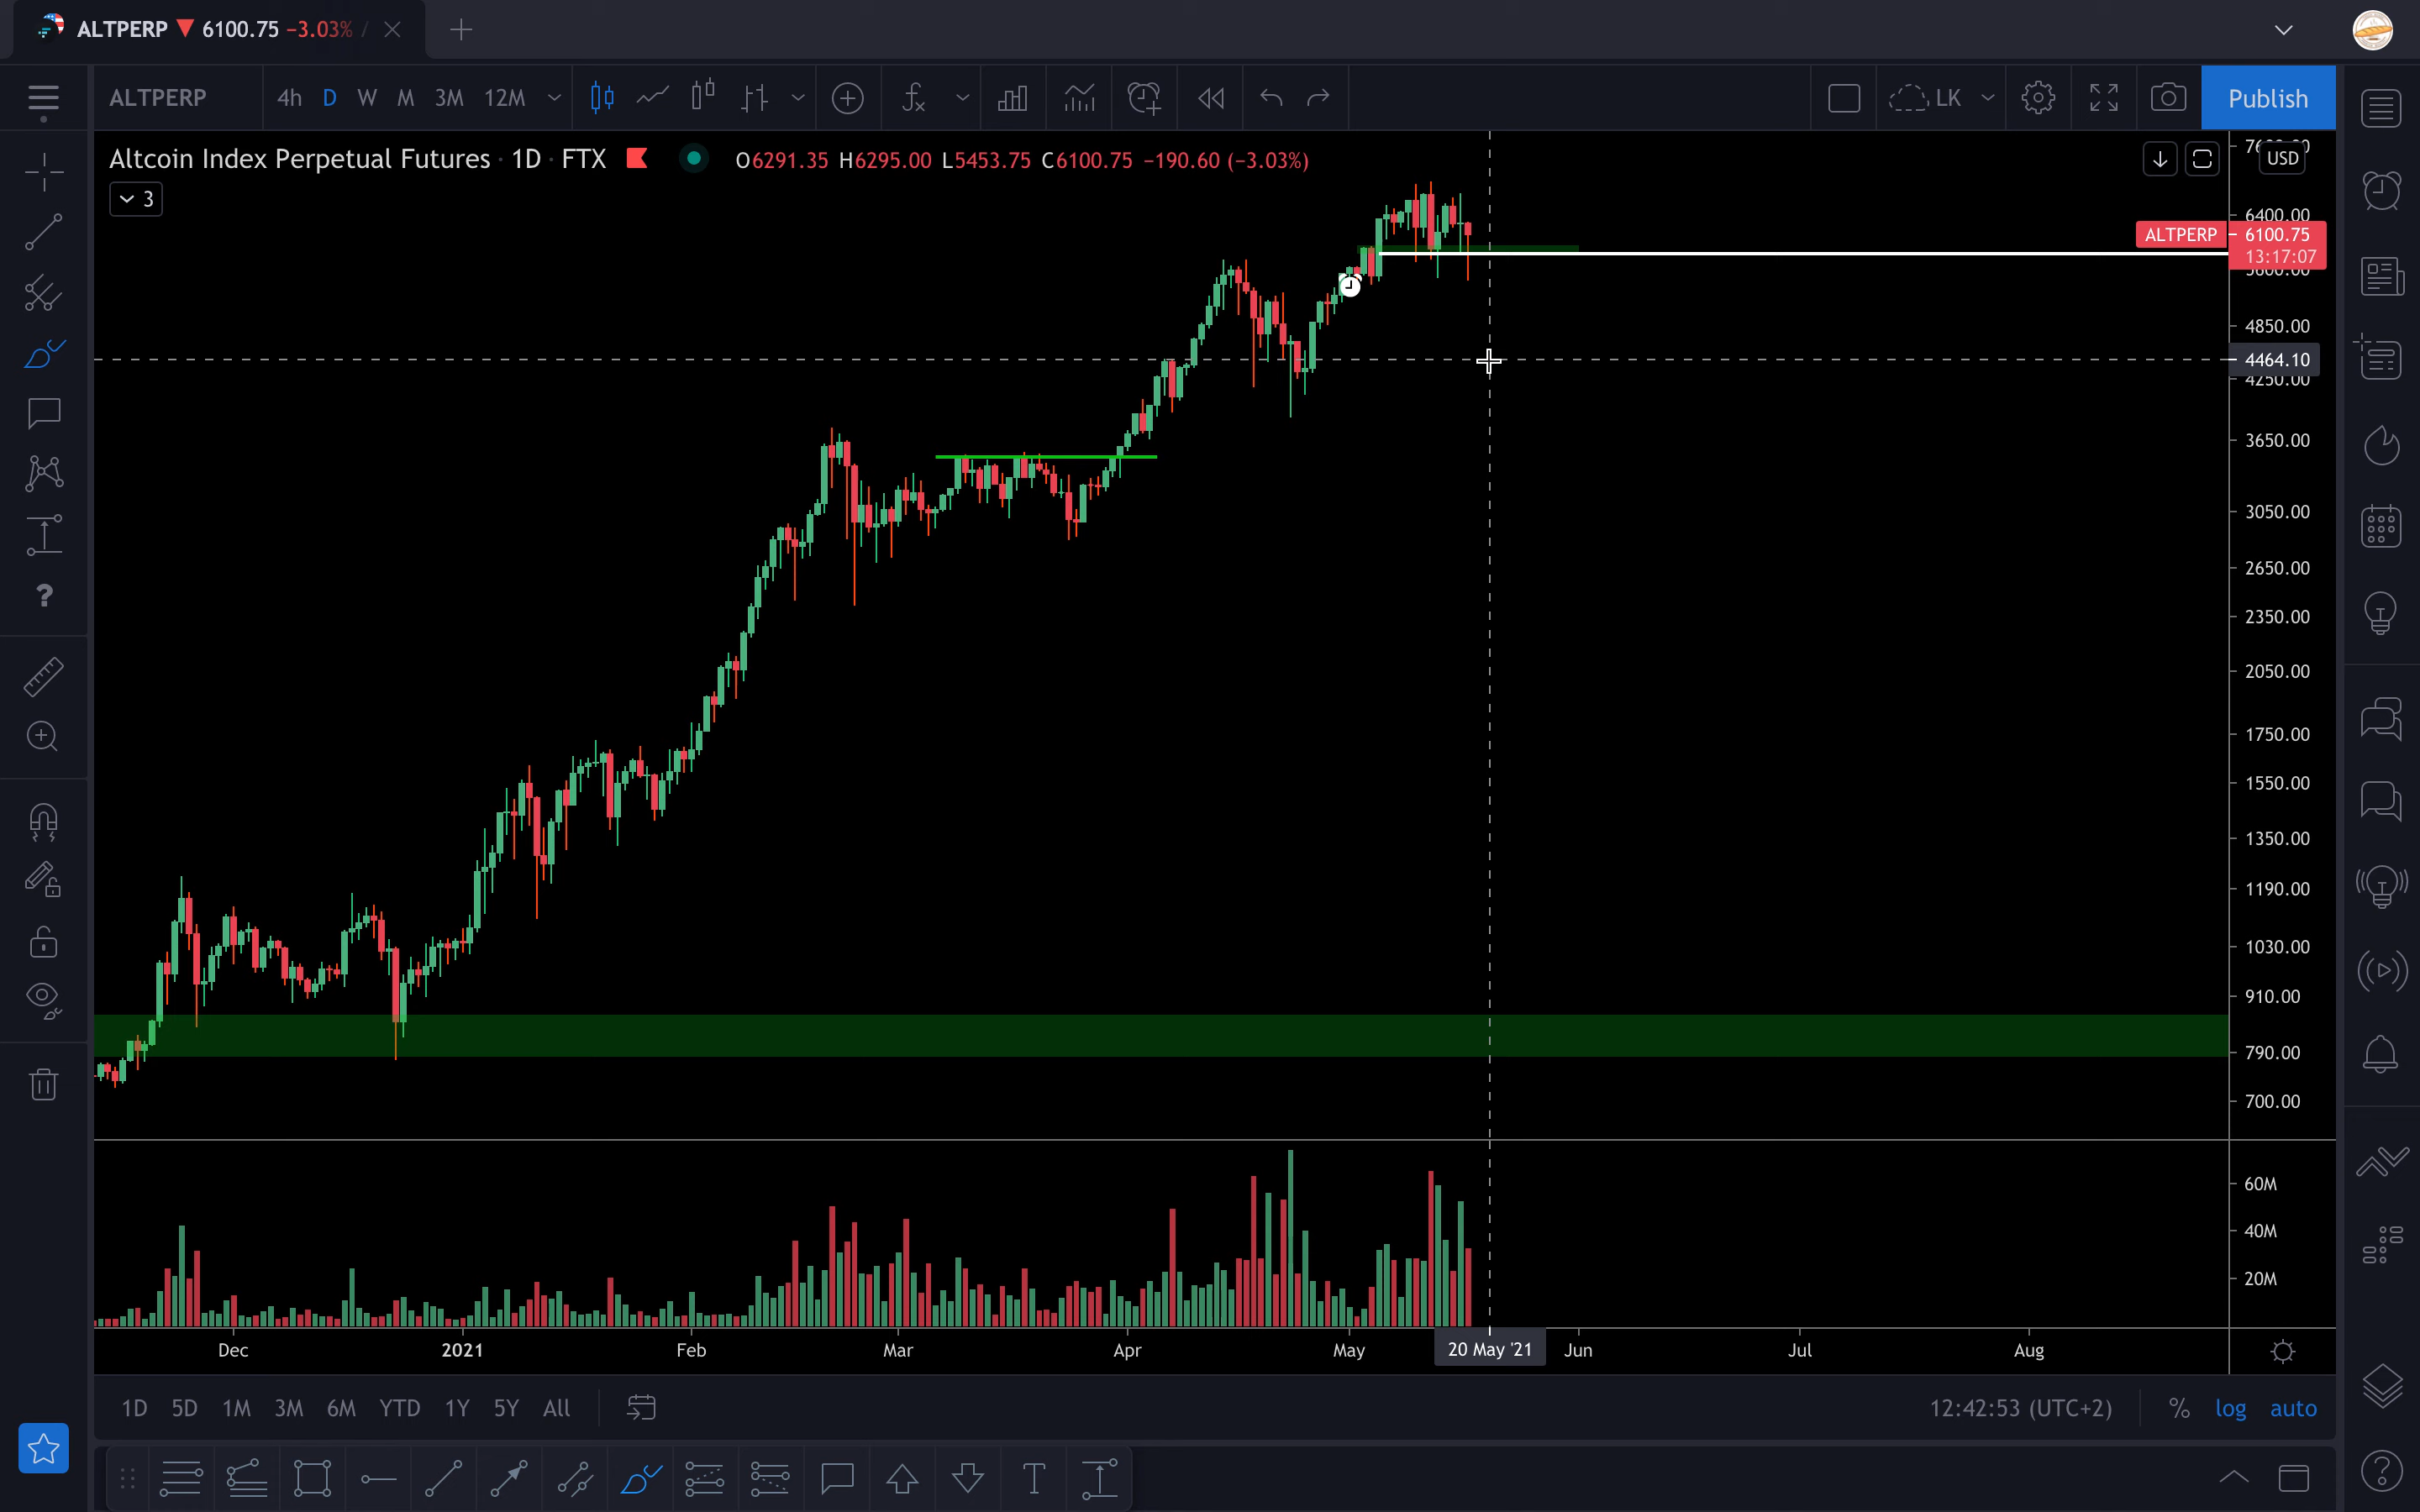 ALTPERP ▼ 6100.75 −3.03% /
ALTPERP 4h D W M 3M 12M LK Publish
Altcoin Index Perpetual Futures · 1D · FTX O6291.35 H6295.00 L5453.75 C6100.75 −190.60 (−3.03%)
3
USD
6400.00
ALTPERP 6100.75
13:17:07
4850.00
4464.10
4250.00
3650.00
3050.00
2650.00
2350.00
2050.00
1750.00
1550.00
1350.00
1190.00
1030.00
910.00
790.00
700.00
60M
40M
20M
Dec 2021 Feb Mar Apr May 20 May '21 Jun Jul Aug
1D 5D 1M 3M 6M YTD 1Y 5Y All 12:42:53 (UTC+2) % log auto